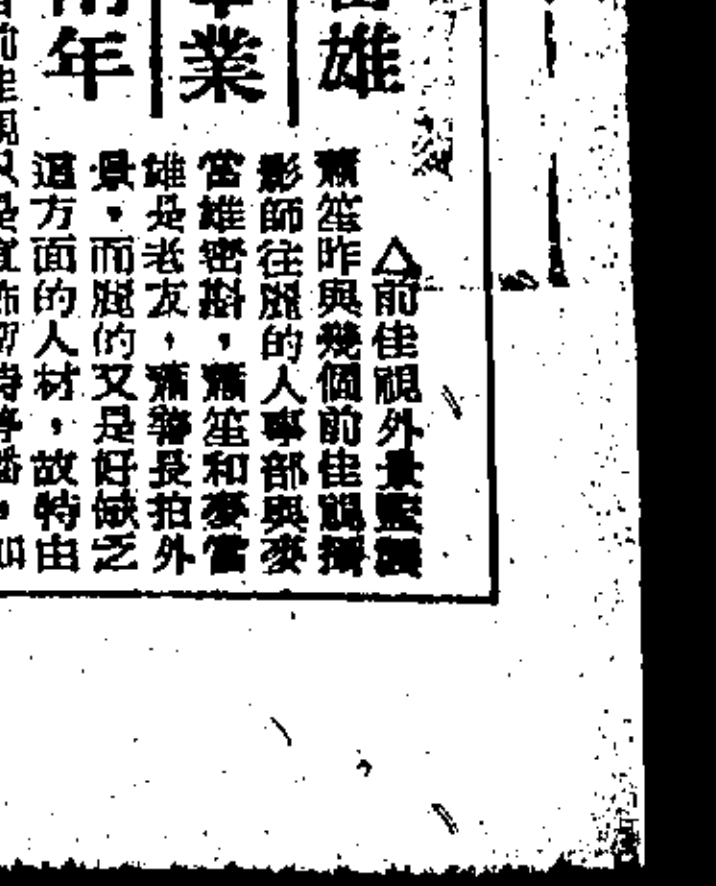 雄
業
年
△前佳視外景監製
蕭笙昨與幾個前佳視攝
影師往麗的人事部與麥
當雄密斟，蕭笙和麥當
雄是老友，蕭擅長拍外
景，而麗的又是好缺乏
這方面的人材，故特由